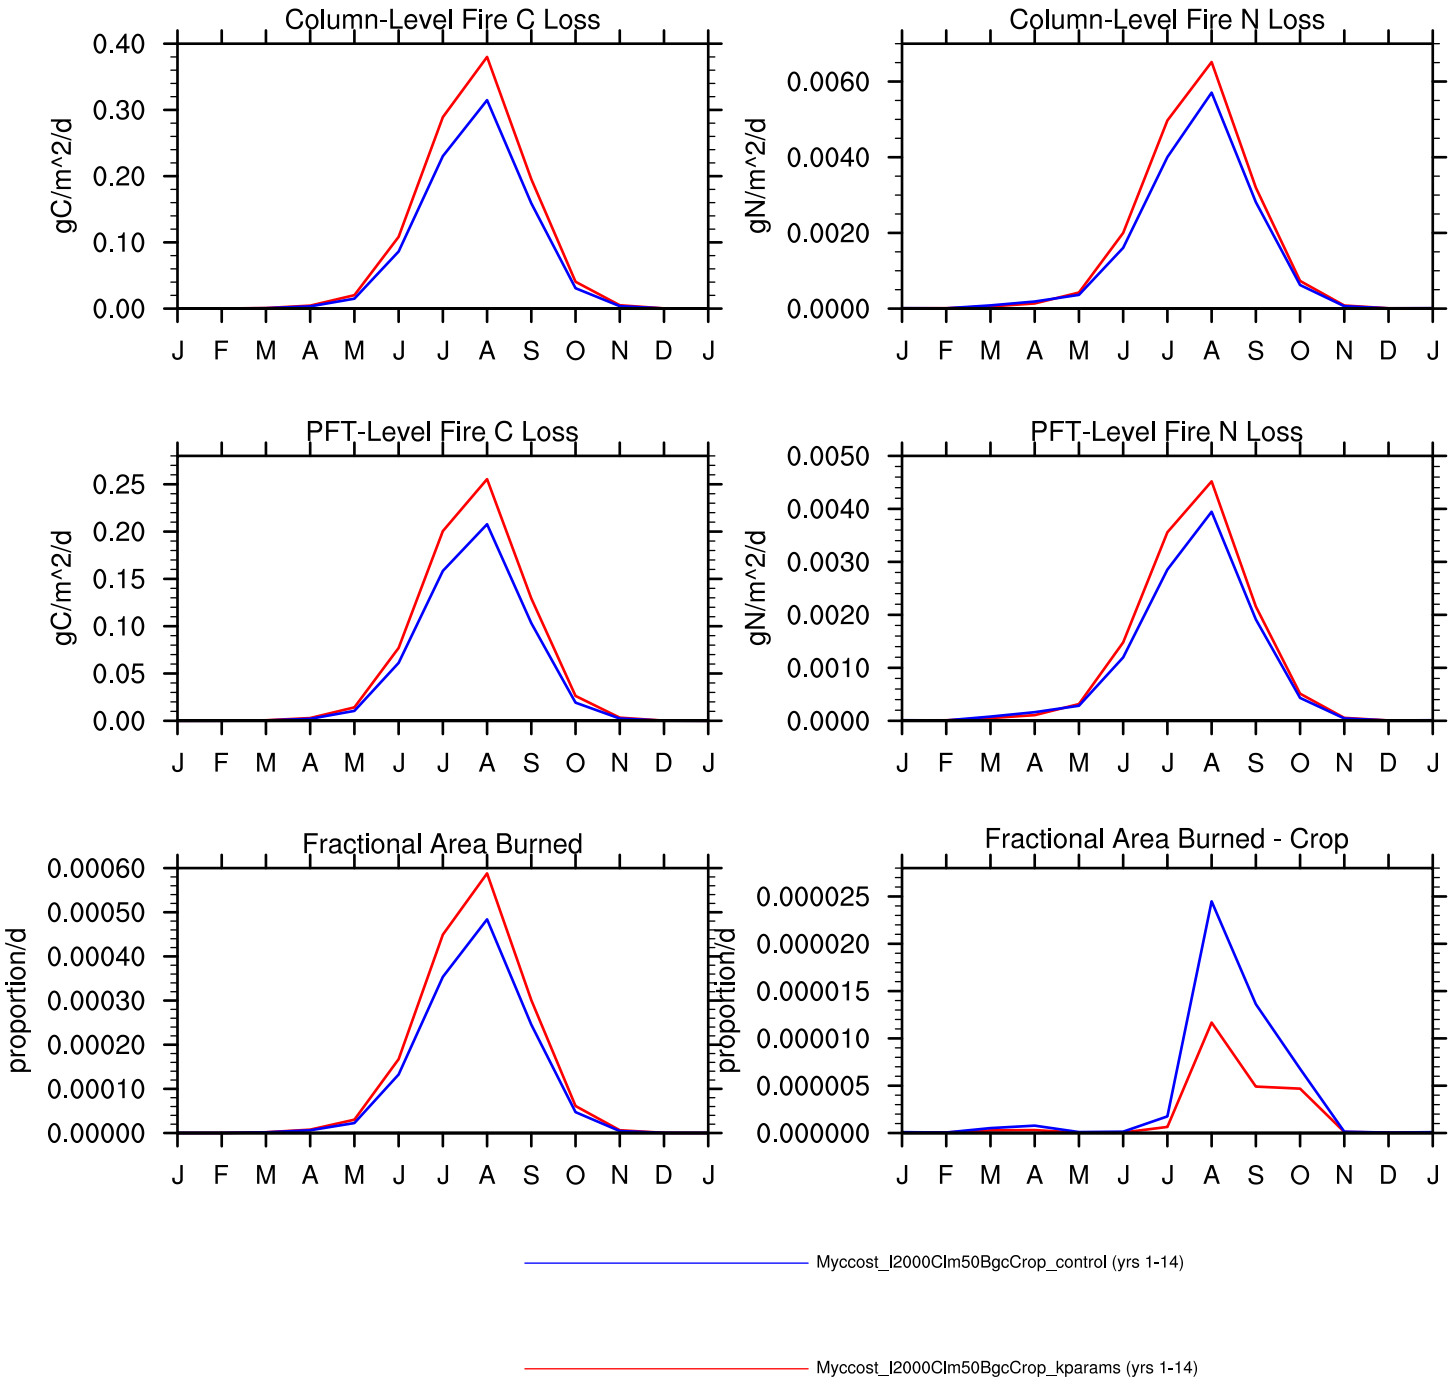 Column-Level Fire C Loss
gC/m^2/d
0.40
0.30
0.20
0.10
0.00
J F M A M J J A S O N D J
Column-Level Fire N Loss
gN/m^2/d
0.0060
0.0040
0.0020
0.0000
J F M A M J J A S O N D J
PFT-Level Fire C Loss
gC/m^2/d
0.25
0.20
0.15
0.10
0.05
0.00
J F M A M J J A S O N D J
PFT-Level Fire N Loss
gN/m^2/d
0.0050
0.0040
0.0030
0.0020
0.0010
0.0000
J F M A M J J A S O N D J
Fractional Area Burned
proportion/d
0.00060
0.00050
0.00040
0.00030
0.00020
0.00010
0.00000
J F M A M J J A S O N D J
Fractional Area Burned - Crop
proportion/d
0.000025
0.000020
0.000015
0.000010
0.000005
0.000000
J F M A M J J A S O N D J
Myccost_I2000Clm50BgcCrop_control (yrs 1-14)
Myccost_I2000Clm50BgcCrop_kparams (yrs 1-14)